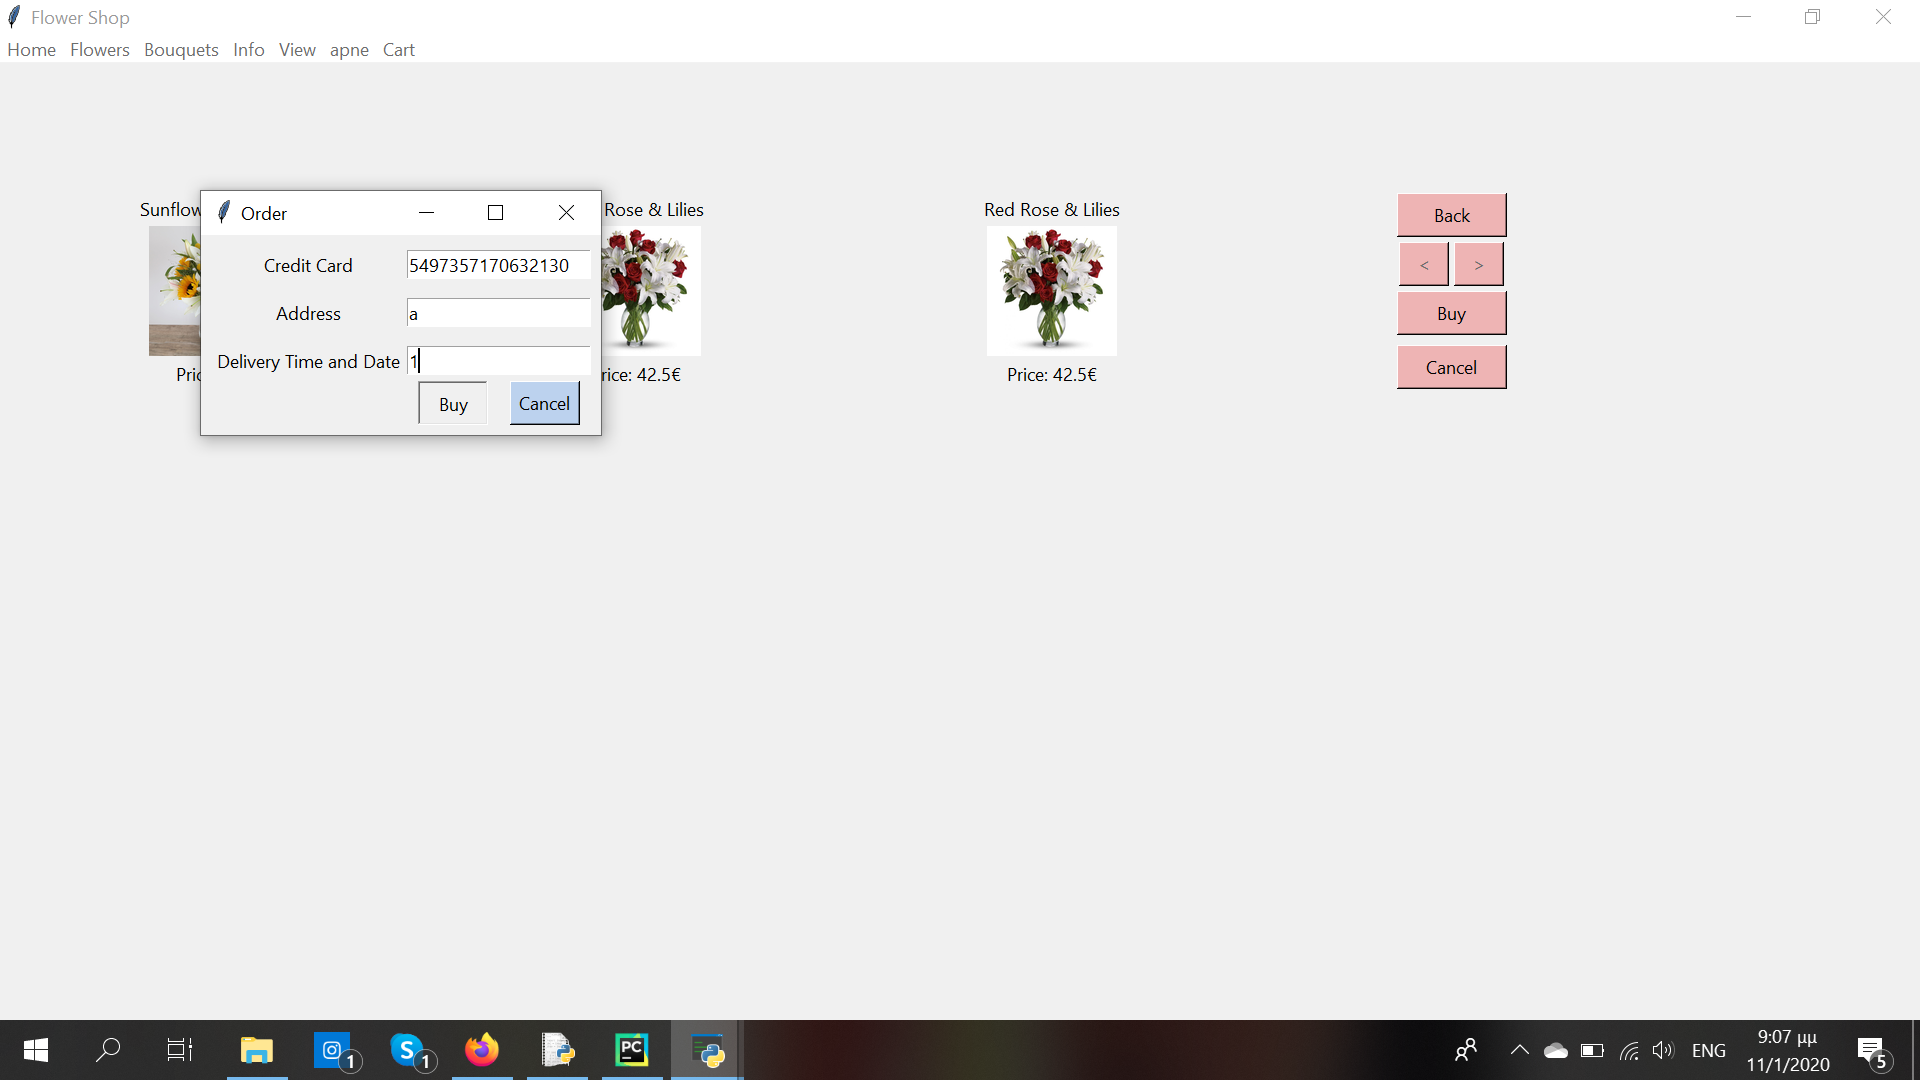 Flower Shop
Home Flowers Bouquets Info View apne Cart
Order
Credit Card 5497357170632130
Address a
Delivery Time and Date 1
Buy Cancel
Sunflow
Pric
Rose & Lilies
rice: 42.5€
Red Rose & Lilies
Price: 42.5€
Back
< >
Buy
Cancel
1
S 1
PC
ENG
9:07 μμ
11/1/2020
5